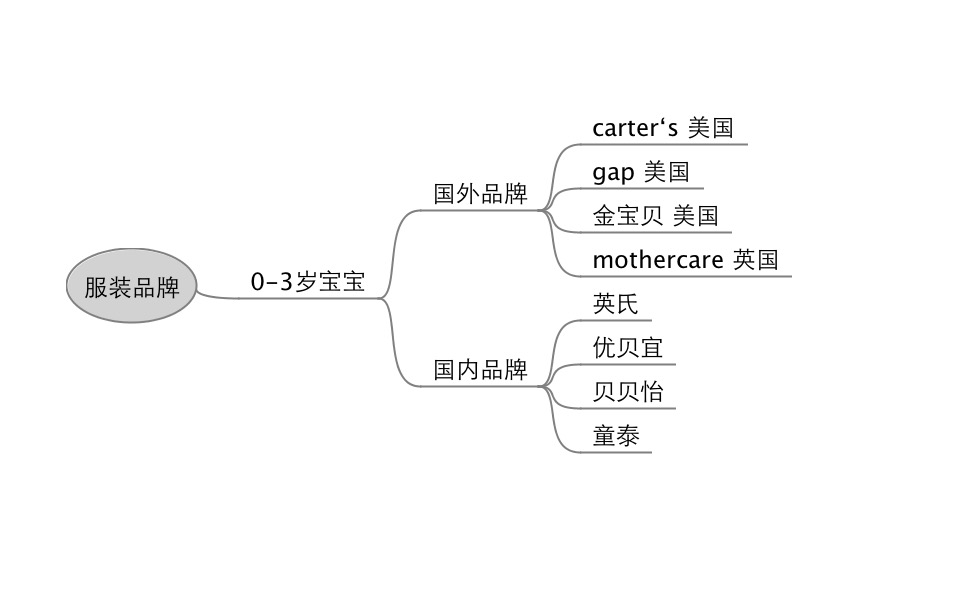 服装品牌
0-3岁宝宝
国外品牌
carter‘s 美国
gap 美国
金宝贝 美国
mothercare 英国
国内品牌
英氏
优贝宜
贝贝怡
童泰